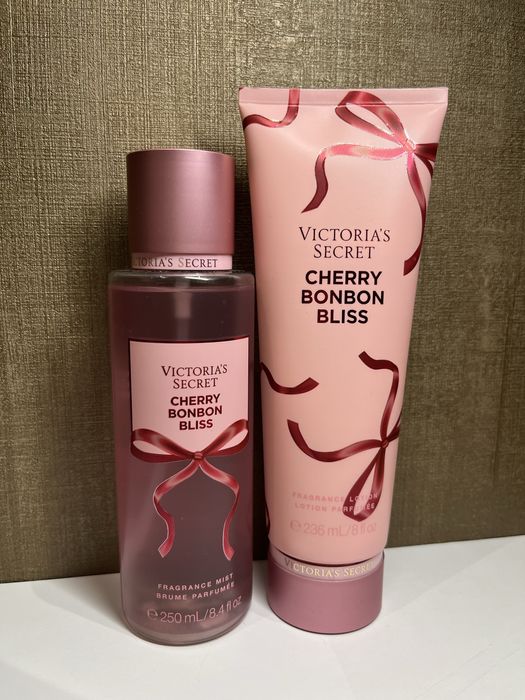 TORIA'S SECRET
VICTORIA'S
SECRET
CHERRY
BONBON
BLISS
FRAGRANCE MIST
BRUME PARFUMÉE
℮ 250 mL/8.4 fl oz
VICTORIA'S
SECRET
CHERRY
BONBON
BLISS
FRAGRANCE LOTION
LOTION PARFUMÉE
℮ 236 mL/8 fl oz
VICTORIA'S SECRET